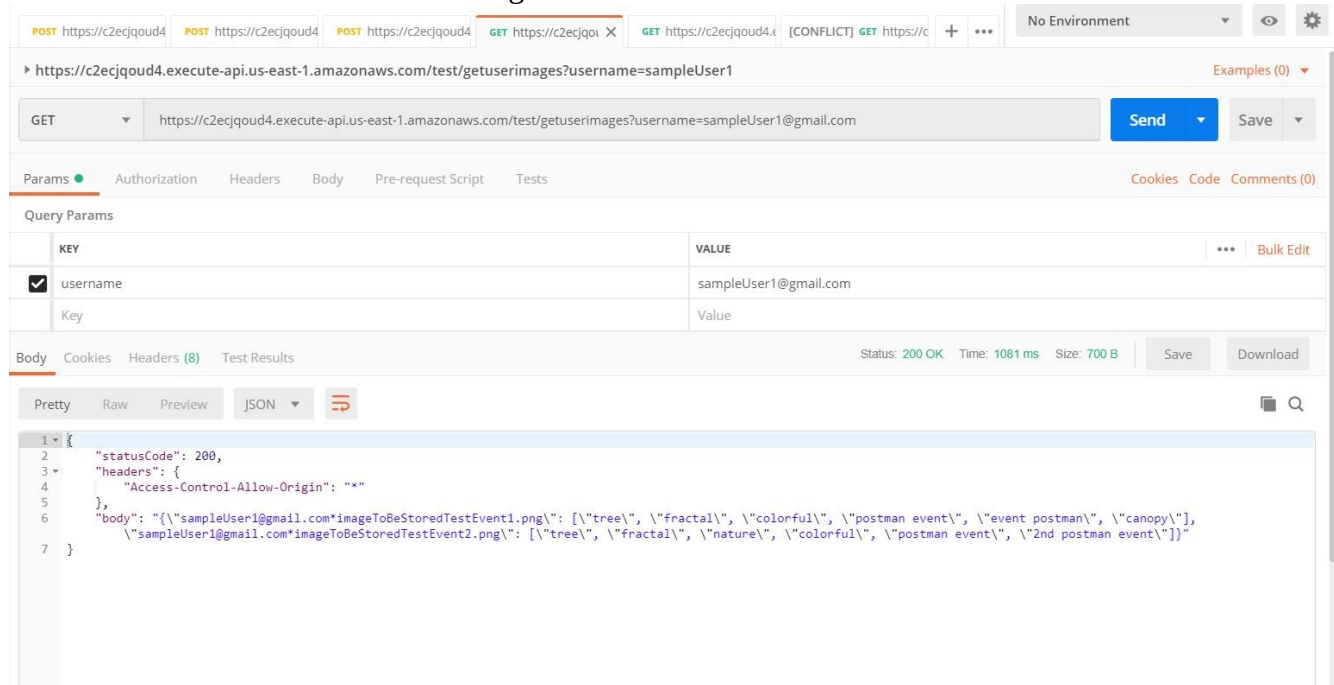 POST https://c2ecjqoud4 POST https://c2ecjqoud4 POST https://c2ecjqoud4 GET https://c2ecjqou X GET https://c2ecjqoud4.e [CONFLICT] GET https://c + ••• No Environment
https://c2ecjqoud4.execute-api.us-east-1.amazonaws.com/test/getuserimages?username=sampleUser1 Examples (0)
GET https://c2ecjqoud4.execute-api.us-east-1.amazonaws.com/test/getuserimages?username=sampleUser1@gmail.com Send Save
Params Authorization Headers Body Pre-request Script Tests Cookies Code Comments (0)
Query Params
KEY VALUE ••• Bulk Edit
username sampleUser1@gmail.com
Key Value
Body Cookies Headers (8) Test Results Status: 200 OK Time: 1081 ms Size: 700 B Save Download
Pretty Raw Preview JSON
1 {
2 "statusCode": 200,
3 "headers": {
4 "Access-Control-Allow-Origin": "*"
5 },
6 "body": "{\"sampleUser1@gmail.com*imageToBeStoredTestEvent1.png\": [\"tree\", \"fractal\", \"colorful\", \"postman event\", \"event postman\", \"canopy\"],
\"sampleUser1@gmail.com*imageToBeStoredTestEvent2.png\": [\"tree\", \"fractal\", \"nature\", \"colorful\", \"postman event\", \"2nd postman event\"]}"
7 }